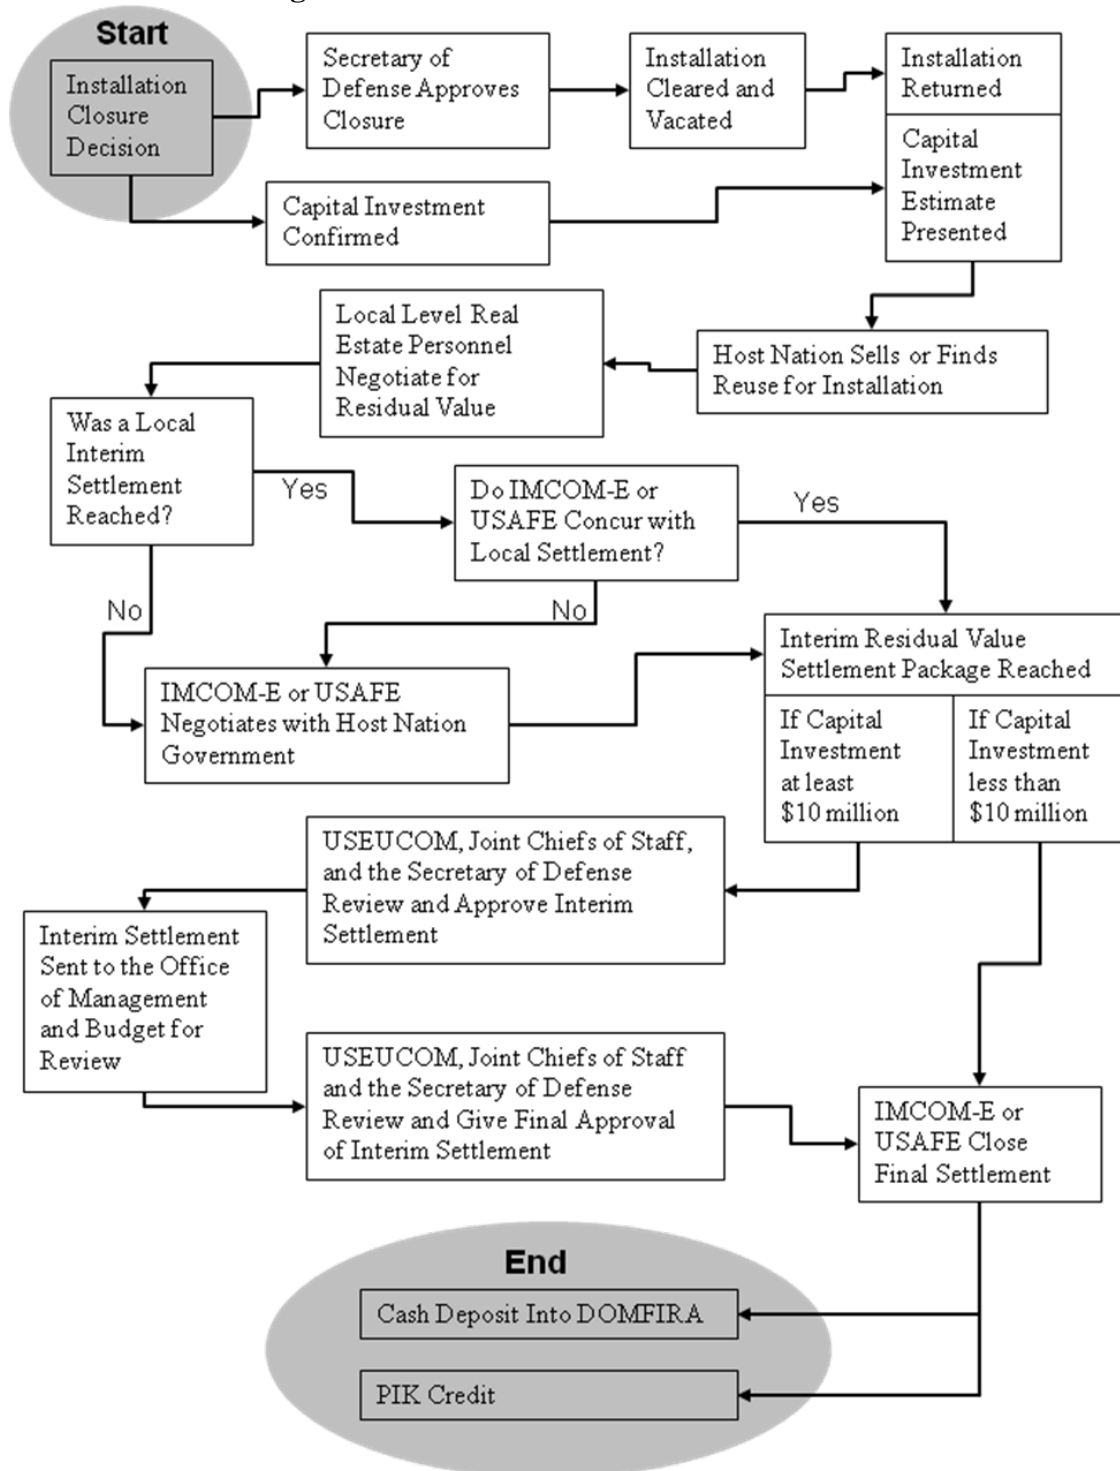 Start
Installation
Closure
Decision
Secretary of
Defense Approves
Closure
Installation
Cleared and
Vacated
Installation
Returned
Capital
Investment
Estimate
Presented
Capital Investment
Confirmed
Local Level Real
Estate Personnel
Negotiate for
Residual Value
Host Nation Sells or Finds
Reuse for Installation
Was a Local
Interim
Settlement
Reached?
Yes
Do IMCOM-E or
USAFE Concur with
Local Settlement?
Yes
No
No
IMCOM-E or USAFE
Negotiates with Host Nation
Government
Interim Residual Value
Settlement Package Reached
If Capital
Investment
at least
$10 million
If Capital
Investment
less than
$10 million
USEUCOM, Joint Chiefs of Staff,
and the Secretary of Defense
Review and Approve Interim
Settlement
Interim Settlement
Sent to the Office
of Management
and Budget for
Review
USEUCOM, Joint Chiefs of Staff
and the Secretary of Defense
Review and Give Final Approval
of Interim Settlement
IMCOM-E or
USAFE Close
Final Settlement
End
Cash Deposit Into DOMFIRA
PIK Credit